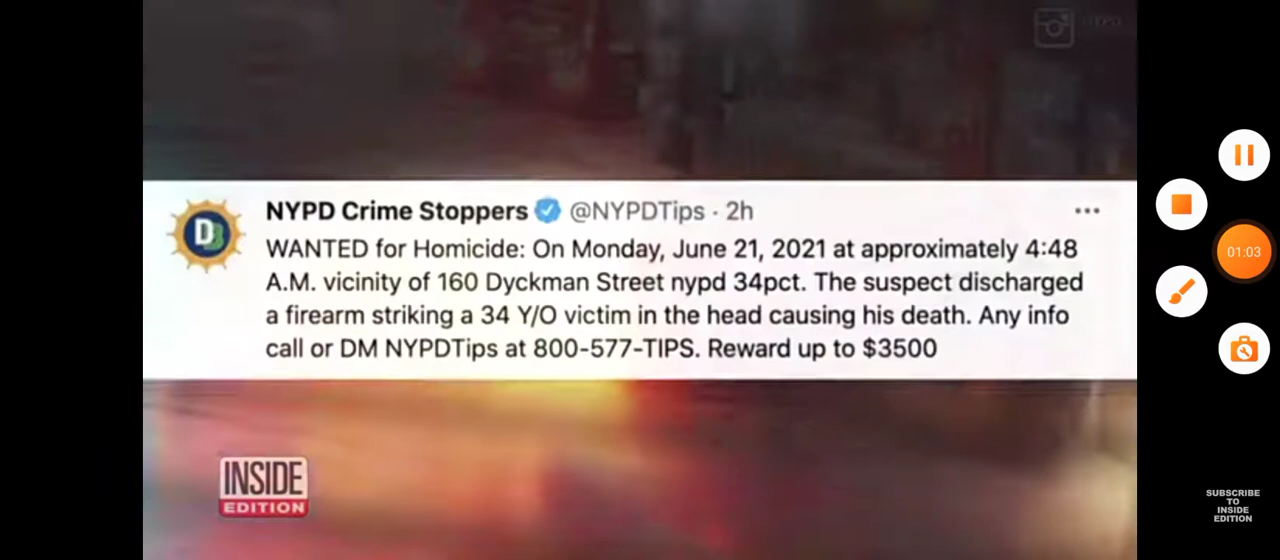 NYPD Crime Stoppers @NYPDTips · 2h
WANTED for Homicide: On Monday, June 21, 2021 at approximately 4:48
A.M. vicinity of 160 Dyckman Street nypd 34pct. The suspect discharged
a firearm striking a 34 Y/O victim in the head causing his death. Any info
call or DM NYPDTips at 800-577-TIPS. Reward up to $3500
01:03
INSIDE
EDITION
SUBSCRIBE
TO
INSIDE
EDITION